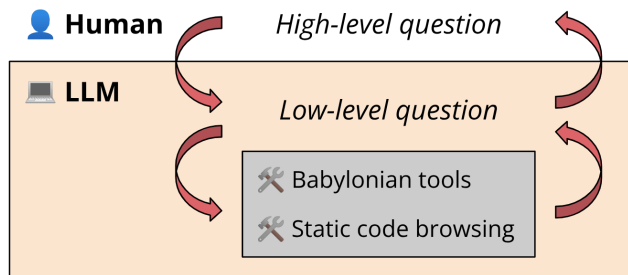 Human
High-level question
LLM
Low-level question
Babylonian tools
Static code browsing